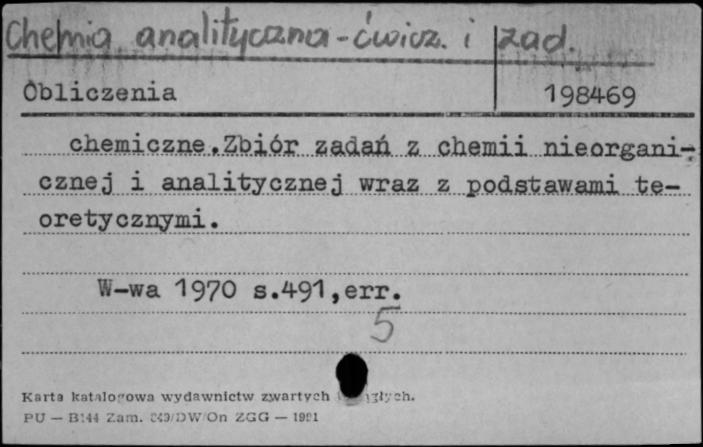 Chemia analityczna-ćwicz. i zad.
Obliczenia 198469
chemiczne.Zbiór zadań z chemii nieorgani-
cznej i analitycznej wraz z podstawami te-
oretycznymi.
W-wa 1970 s.491,err.
5
Karta katalogowa wydawnictw zwartych
PU — B144 Zam. DW/On ZGG — 1981